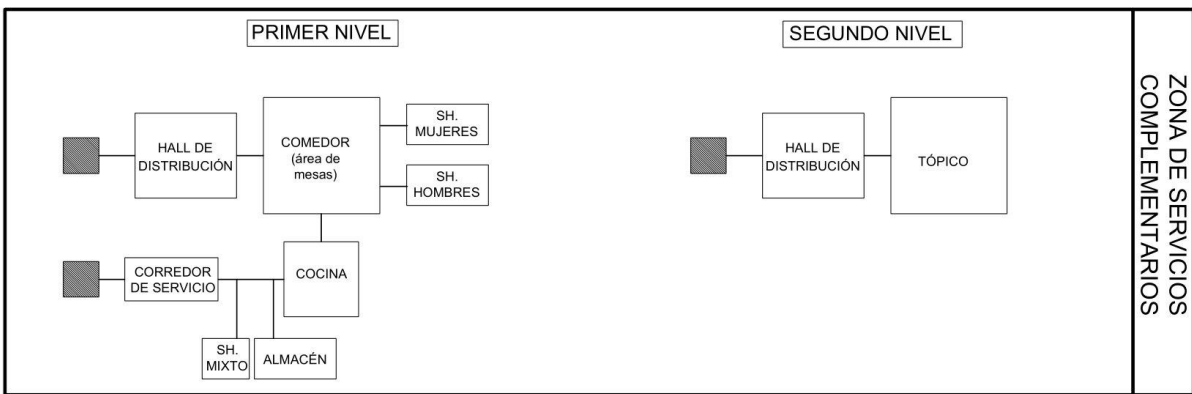 PRIMER NIVEL
HALL DE
DISTRIBUCIÓN
COMEDOR
(área de
mesas)
SH.
MUJERES
SH.
HOMBRES
CORREDOR
DE SERVICIO
COCINA
SH.
MIXTO
ALMACÉN
SEGUNDO NIVEL
HALL DE
DISTRIBUCIÓN
TÓPICO
ZONA DE SERVICIOS
COMPLEMENTARIOS